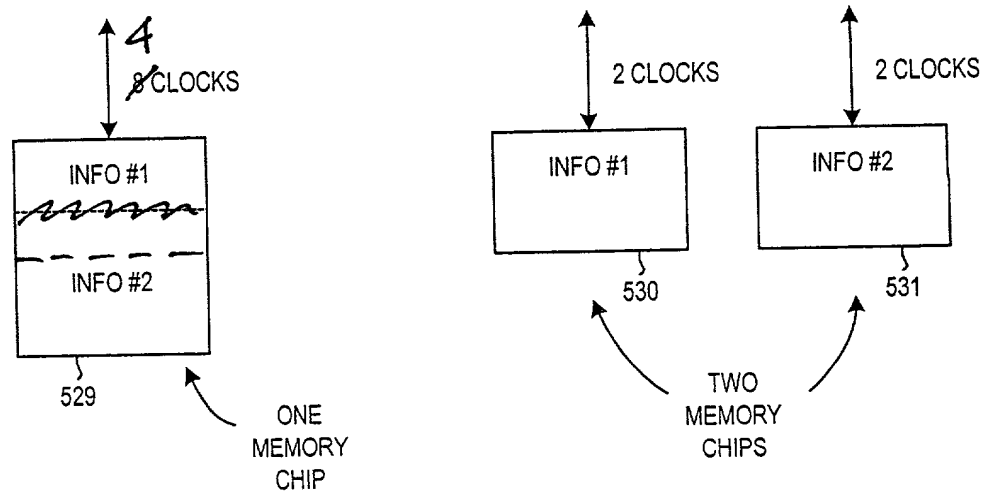 4
8 CLOCKS
INFO #1
INFO #2
529
ONE
MEMORY
CHIP
2 CLOCKS
INFO #1
530
2 CLOCKS
INFO #2
531
TWO
MEMORY
CHIPS